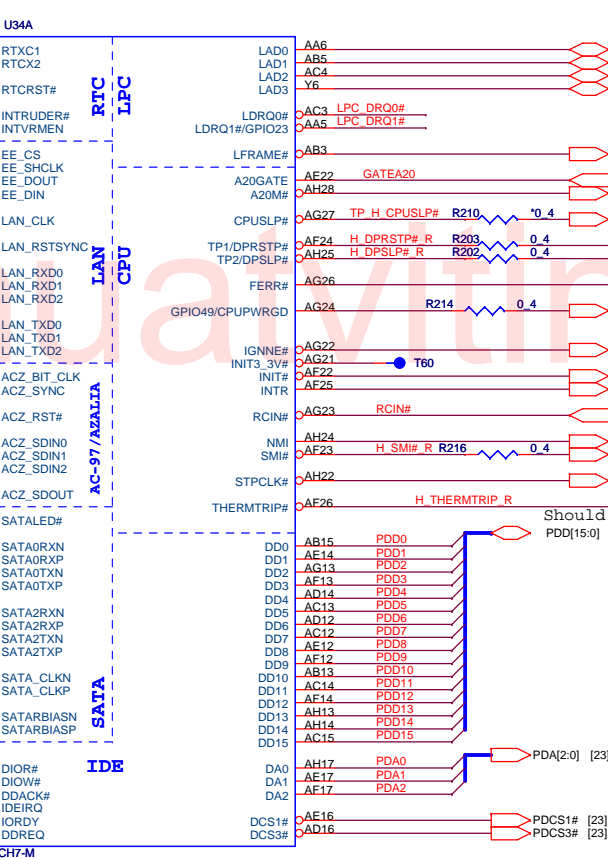 U34A
RTXC1 LAD0 AA6
RTCX2 LAD1 AB5
LAD2 AC4
RTCRST# LAD3 Y6
RTC LPC
INTRUDER# LDRQ0# AC3 LPC_DRQ0#
INTVRMEN LDRQ1#/GPIO23 AA5 LPC_DRQ1#
EE_CS LFRAME# AB3
EE_SHCLK
EE_DOUT A20GATE AE22 GATEA20
EE_DIN A20M# AH28
LAN_CLK CPUSLP# AG27 TP_H_CPUSLP# R210 *0_4
LAN_RSTSYNC TP1/DPRSTP# AF24 H_DPRSTP#_R R203 0_4
TP2/DPSLP# AH25 H_DPSLP#_R R202 0_4
LAN CPU
LAN_RXD0
LAN_RXD1 FERR# AG26
LAN_RXD2
GPIO49/CPUPWRGD AG24 R214 0_4
LAN_TXD0
LAN_TXD1
LAN_TXD2 IGNNE# AG22
INIT3_3V# AG21 T60
ACZ_BIT_CLK INIT# AF22
ACZ_SYNC INTR AF25
ACZ_RST# RCIN# AG23 RCIN#
AC-97/AZALIA
ACZ_SDIN0 NMI AH24
ACZ_SDIN1 SMI# AF23 H_SMI#_R R216 0_4
ACZ_SDIN2
STPCLK# AH22
ACZ_SDOUT
THERMTRIP# AF26 H_THERMTRIP_R
SATALED# Should
PDD[15:0]
SATA0RXN DD0 AB15 PDD0
SATA0RXP DD1 AE14 PDD1
SATA0TXN DD2 AG13 PDD2
SATA0TXP DD3 AF13 PDD3
DD4 AD14 PDD4
SATA2RXN DD5 AC13 PDD5
SATA2RXP DD6 AD12 PDD6
SATA2TXN DD7 AC12 PDD7
SATA2TXP DD8 AE12 PDD8
DD9 AF12 PDD9
SATA_CLKN DD10 AB13 PDD10
SATA_CLKP DD11 AC14 PDD11
DD12 AF14 PDD12
SATARBIASN DD13 AH13 PDD13
SATARBIASP DD14 AH14 PDD14
DD15 AC15 PDD15
SATA
IDE
PDA[2:0] [23]
DIOR# DA0 AH17 PDA0
DIOW# DA1 AE17 PDA1
DDACK# DA2 AF17 PDA2
IDEIRQ
IORDY DCS1# AE16 PDCS1# [23]
DDREQ DCS3# AD16 PDCS3# [23]
CH7-M
uatvitin